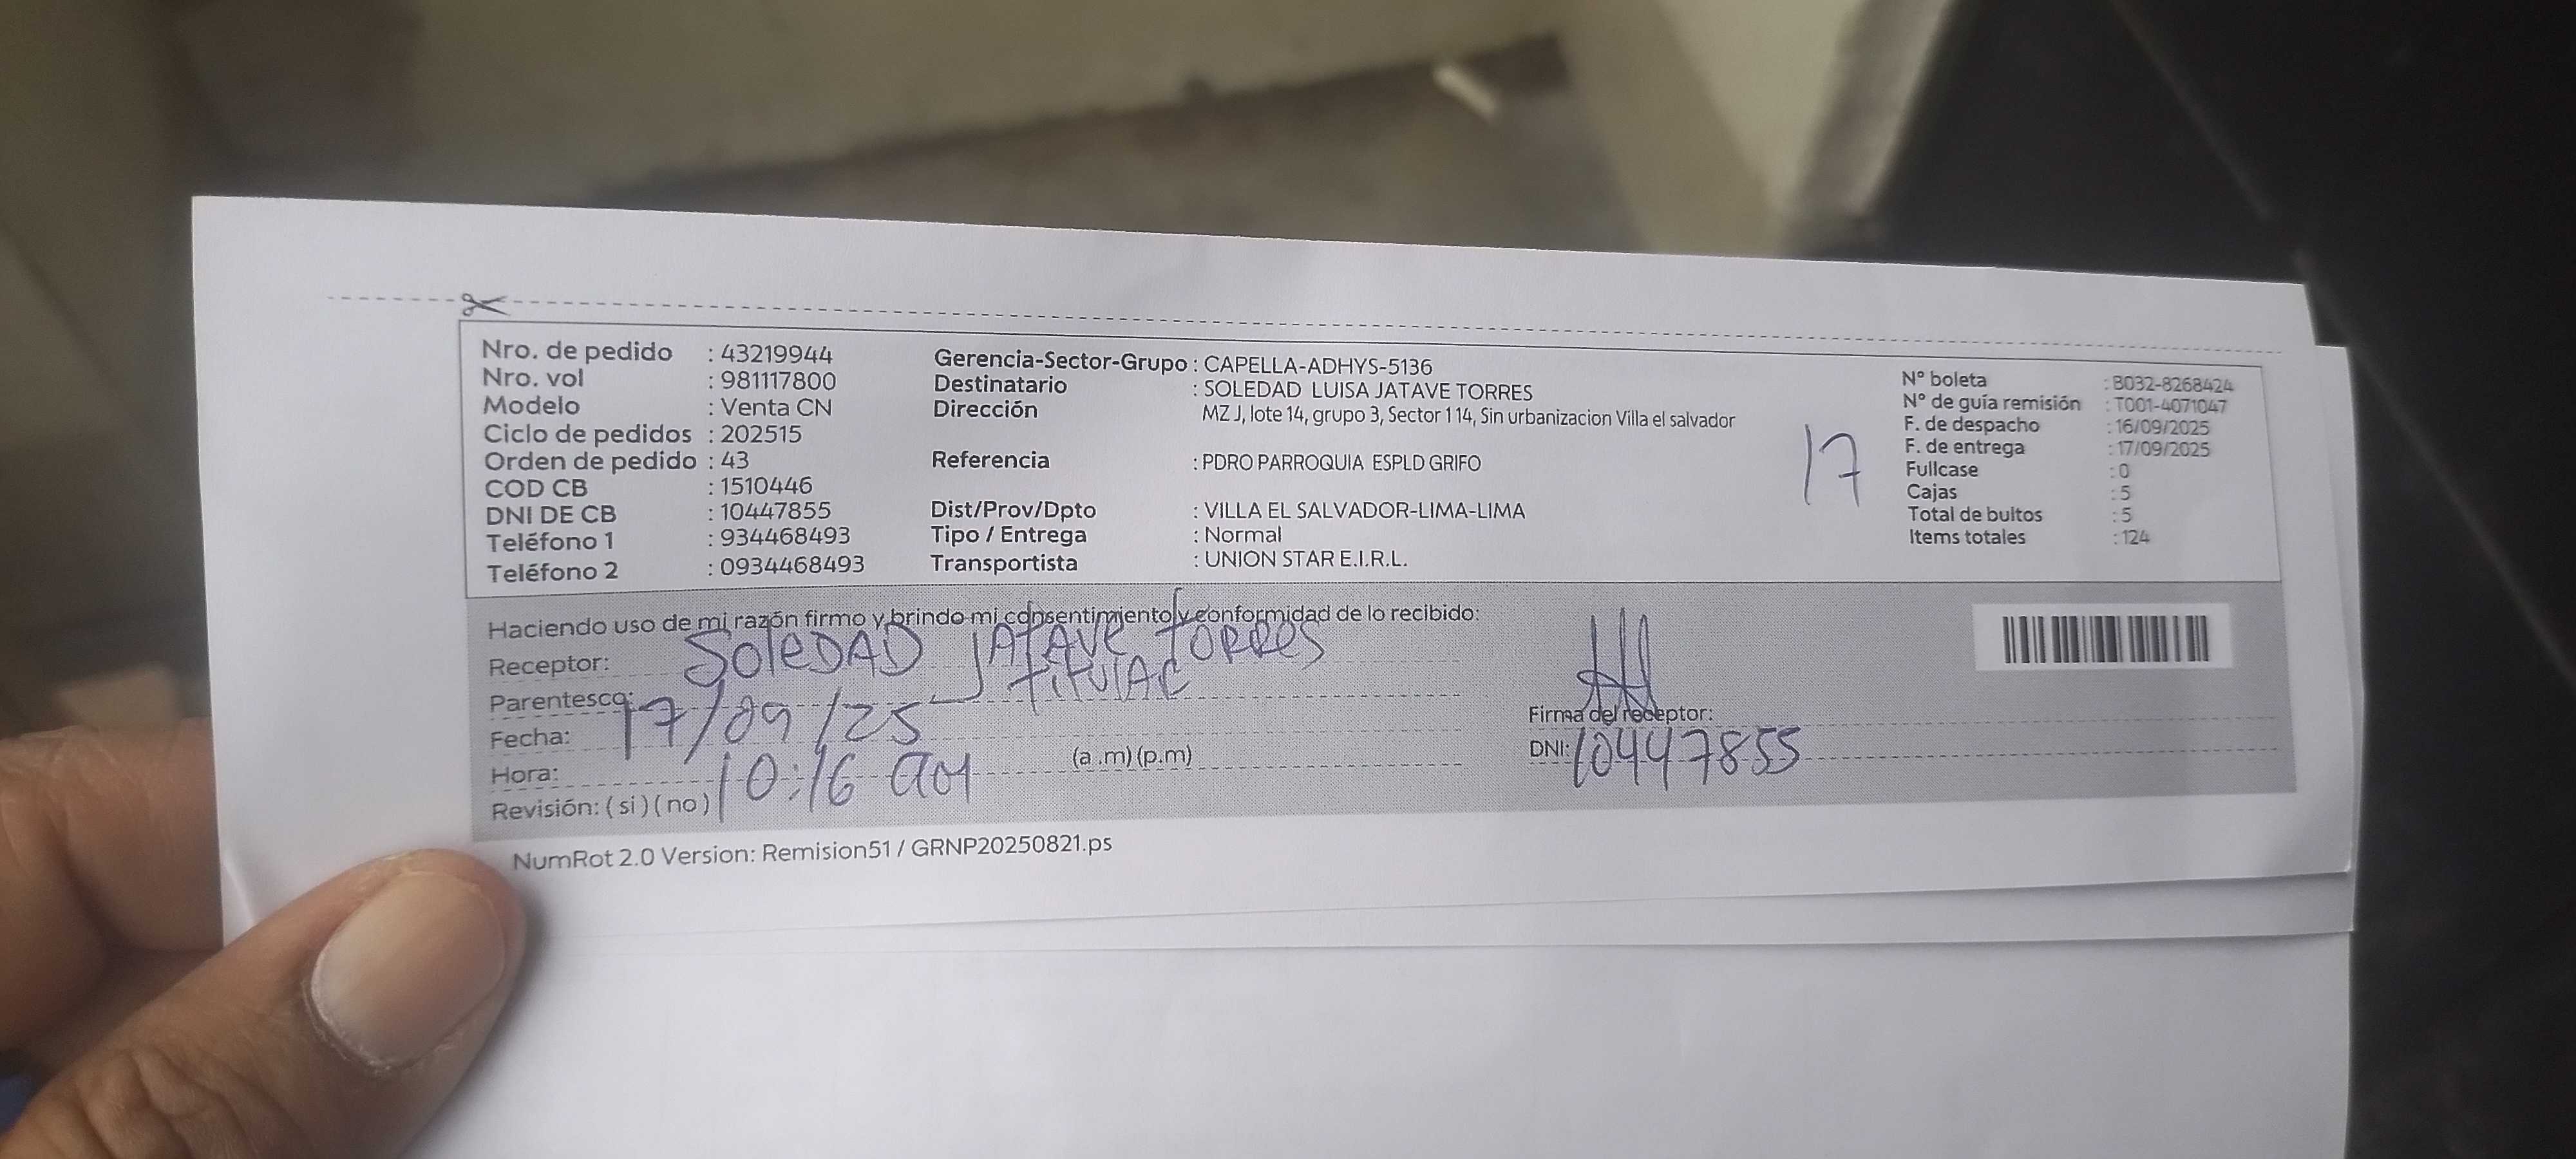 Nro. de pedido : 43219944
Nro. vol : 981117800
Modelo : Venta CN
Ciclo de pedidos : 202515
Orden de pedido : 43
COD CB : 1510446
DNI DE CB : 10447855
Teléfono 1 : 934468493
Teléfono 2 : 0934468493
Gerencia-Sector-Grupo : CAPELLA-ADHYS-5136
Destinatario : SOLEDAD LUISA JATAVE TORRES
Dirección MZ J, lote 14, grupo 3, Sector 1 14, Sin urbanizacion Villa el salvador
Referencia : PDRO PARROQUIA ESPLD GRIFO
Dist/Prov/Dpto : VILLA EL SALVADOR-LIMA-LIMA
Tipo / Entrega : Normal
Transportista : UNION STAR E.I.R.L.
17
N° boleta : B032-8268424
N° de guía remisión : T001-4071047
F. de despacho : 16/09/2025
F. de entrega : 17/09/2025
Fullcase : 0
Cajas : 5
Total de bultos : 5
Items totales : 124
Haciendo uso de mi razón firmo y brindo mi consentimiento y conformidad de lo recibido:
Receptor: SoleDAD JATAVE TORRES
Parentesco: titular
Fecha: 17/09/25
Hora: 10:16 am (a .m) (p.m)
Revisión: ( si ) ( no )
Firma del receptor:
DNI: 10447855
NumRot 2.0 Version: Remision51 / GRNP20250821.ps